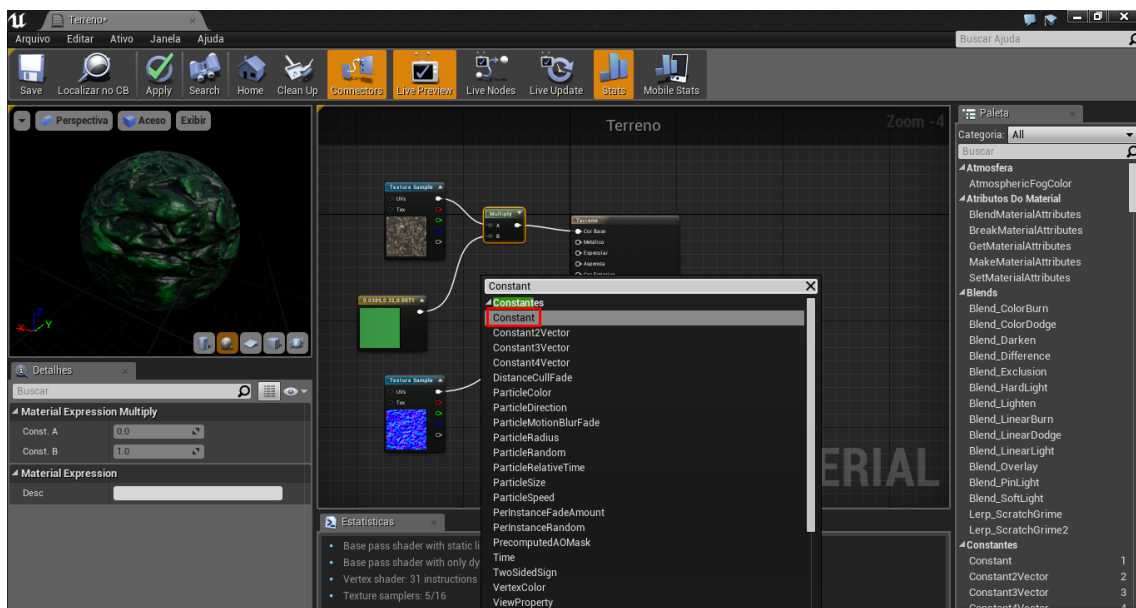 Terreno•
Arquivo Editar Ativo Janela Ajuda
Buscar Ajuda
Save Localizar no CB Apply Search Home Clean Up Connectors Live Preview Live Nodes Live Update Stats Mobile Stats
Perspectiva Aceso Exibir
Terreno
Zoom -4
Texture Sample
UVs
Tex
Multiply
A
B
Terreno
Cor Base
Metálico
Especular
Aspereza
Texture Sample
UVs
Tex
Constant
Constantes
Constant
Constant2Vector
Constant3Vector
Constant4Vector
DistanceCullFade
ParticleColor
ParticleDirection
ParticleMotionBlurFade
ParticleRadius
ParticleRandom
ParticleRelativeTime
ParticleSize
ParticleSpeed
PerInstanceFadeAmount
PerInstanceRandom
PrecomputedAOMask
Time
TwoSidedSign
VertexColor
ViewProperty
ERIAL
Z
X
Y
Detalhes
Buscar
Material Expression Multiply
Const. A 0.0
Const. B 1.0
Material Expression
Desc
Estatísticas
Base pass shader with static li
Base pass shader with only dy
Vertex shader: 31 instructions
Texture samplers: 5/16
Paleta
Categoria: All
Buscar
Atmosfera
AtmosphericFogColor
Atributos Do Material
BlendMaterialAttributes
BreakMaterialAttributes
GetMaterialAttributes
MakeMaterialAttributes
SetMaterialAttributes
Blends
Blend_ColorBurn
Blend_ColorDodge
Blend_Darken
Blend_Difference
Blend_Exclusion
Blend_HardLight
Blend_Lighten
Blend_LinearBurn
Blend_LinearDodge
Blend_LinearLight
Blend_Overlay
Blend_PinLight
Blend_SoftLight
Lerp_ScratchGrime
Lerp_ScratchGrime2
Constantes
Constant 1
Constant2Vector 2
Constant3Vector 3
Constant4Vector 4